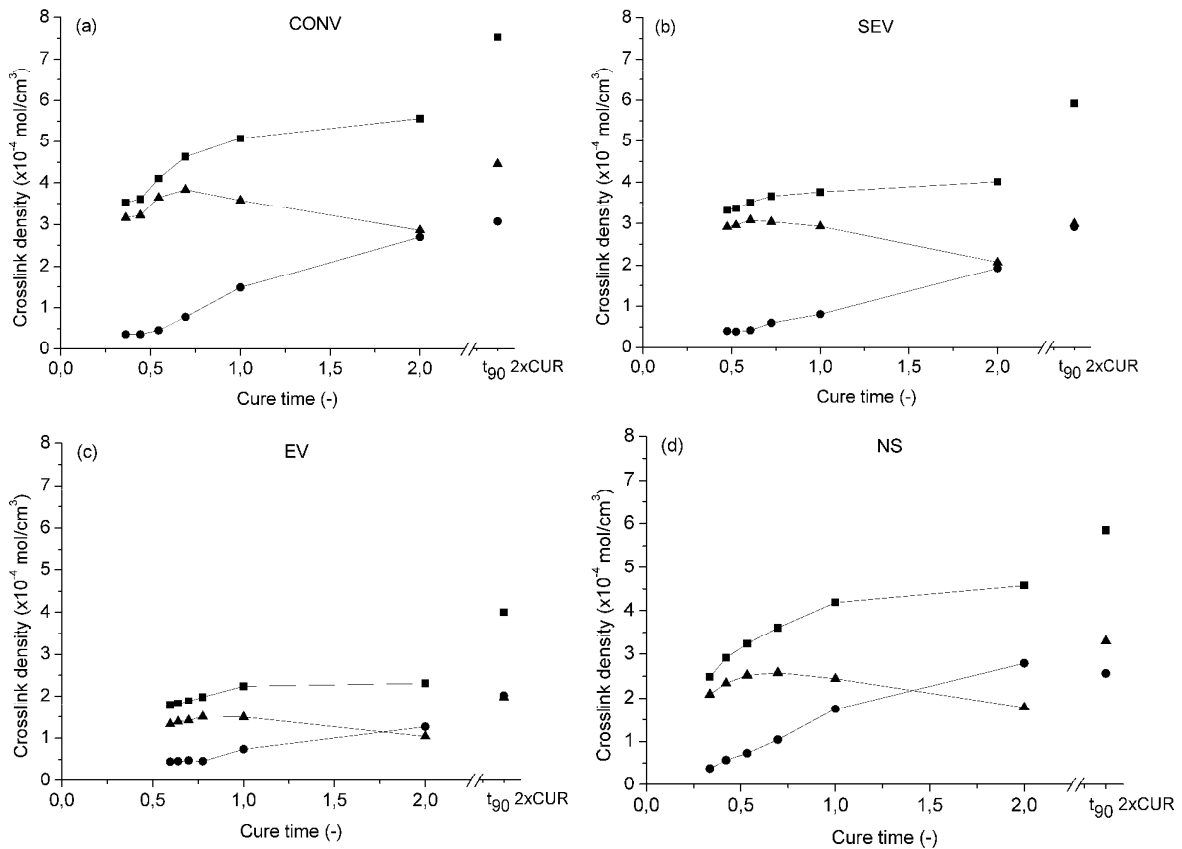 (a)
CONV
Crosslink density (x10⁻⁴ mol/cm³)
8
7
6
5
4
3
2
1
0
0,0 0,5 1,0 1,5 2,0 t₉₀ 2xCUR
Cure time (-)
(b)
SEV
Crosslink density (x10⁻⁴ mol/cm³)
8
7
6
5
4
3
2
1
0
0,0 0,5 1,0 1,5 2,0 t₉₀ 2xCUR
Cure time (-)
(c)
EV
Crosslink density (x10⁻⁴ mol/cm³)
8
7
6
5
4
3
2
1
0
0,0 0,5 1,0 1,5 2,0 t₉₀ 2xCUR
Cure time (-)
(d)
NS
Crosslink density (x10⁻⁴ mol/cm³)
8
7
6
5
4
3
2
1
0
0,0 0,5 1,0 1,5 2,0 t₉₀ 2xCUR
Cure time (-)